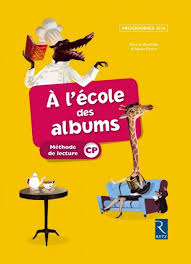 PROGRAMMES 2016
À l'école
des
albums
Méthode
de lecture
CP
RETZ